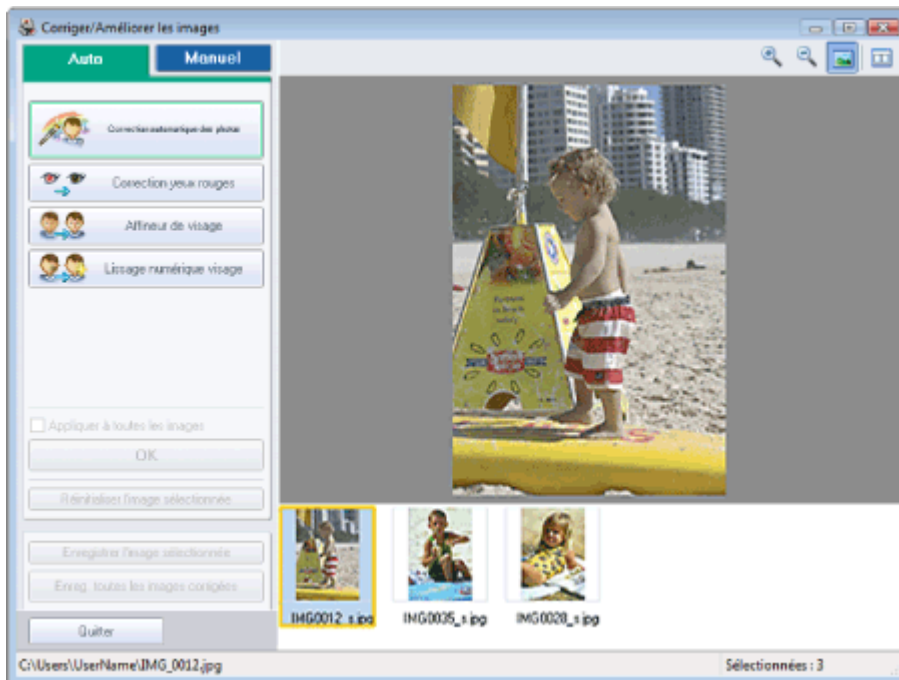 Corriger/Améliorer les images
Auto
Manuel
Correction automatique des photos
Correction yeux rouges
Affineur de visage
Lissage numérique visage
Appliquer à toutes les images
OK
Réinitialiser l'image sélectionnée
Enregistrer l'image sélectionnée
Enreg. toutes les images corrigées
Quitter
IMG0012_s.jpg
IMG0035_s.jpg
IMG0028_s.jpg
C:\Users\UserName\IMG_0012.jpg
Sélectionnées : 3